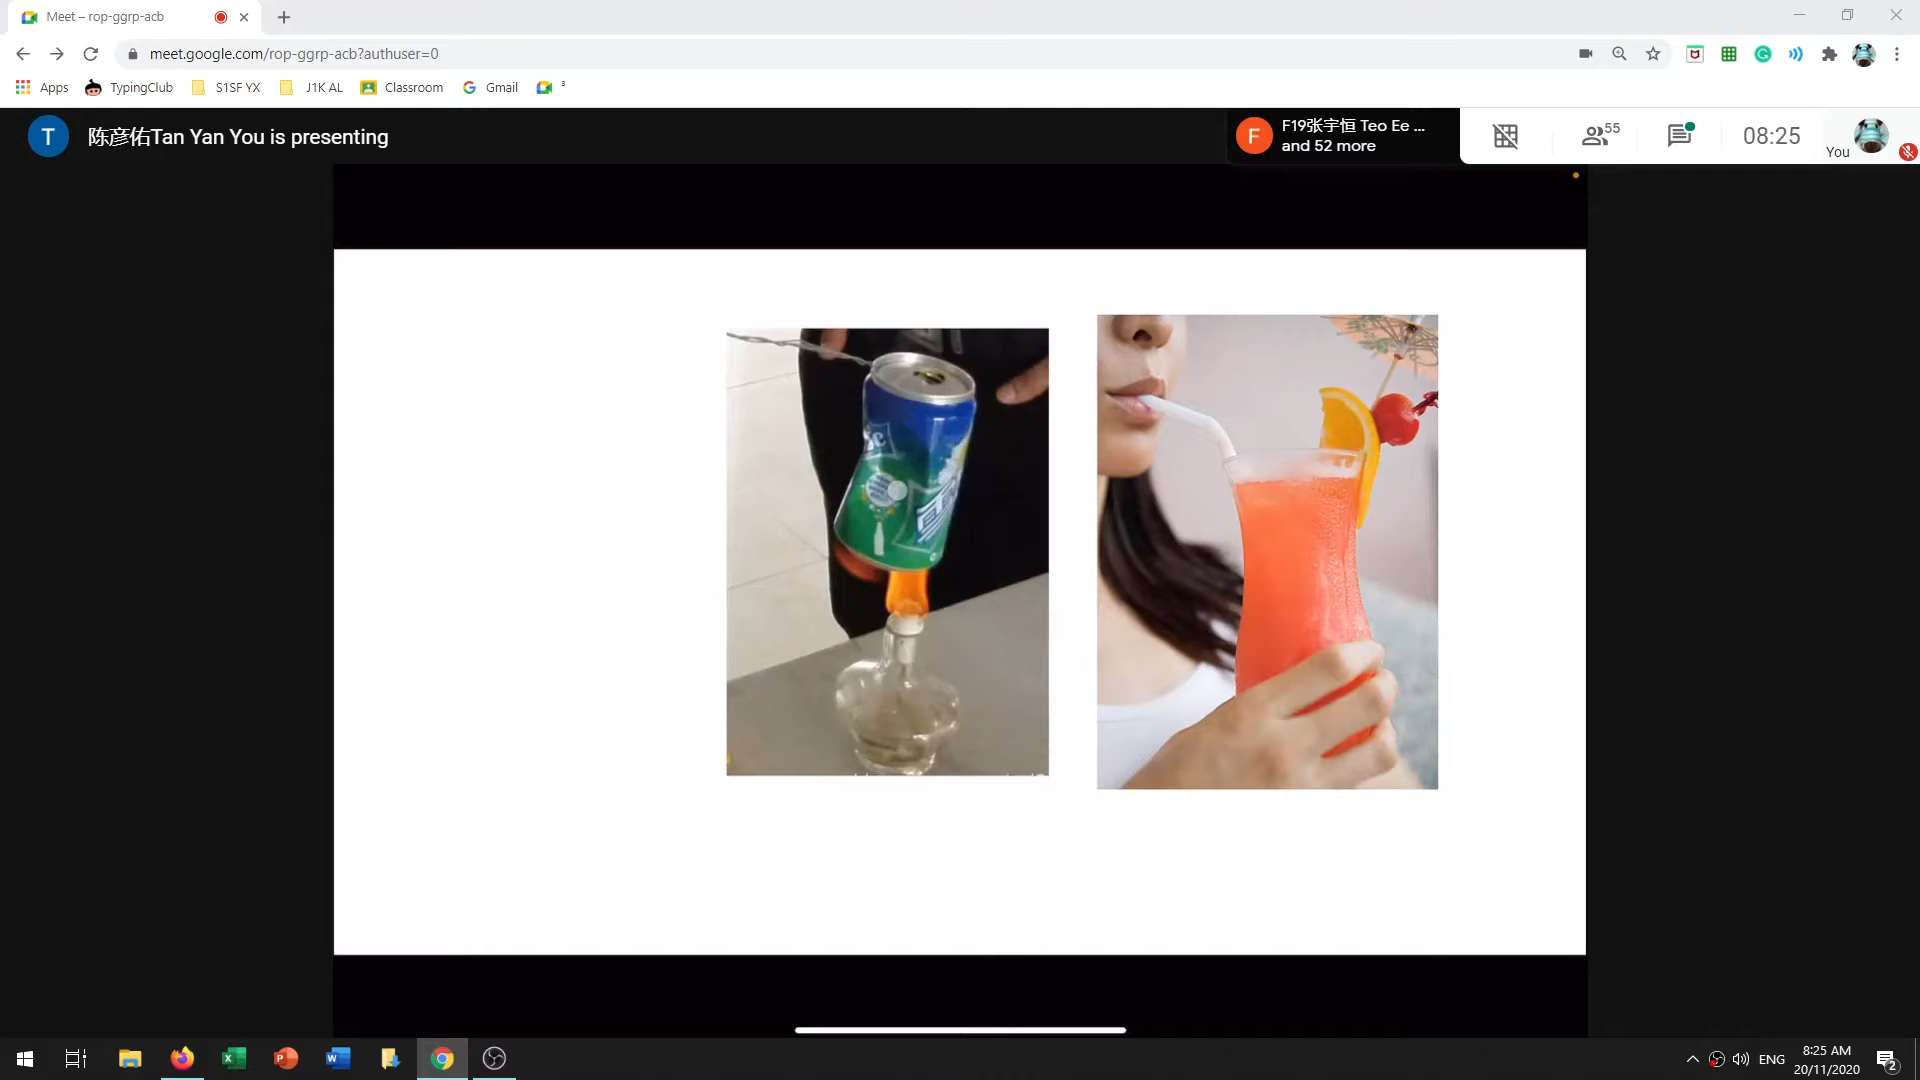 Meet – rop-ggrp-acb
meet.google.com/rop-ggrp-acb?authuser=0
Apps
TypingClub
S1SF YX
J1K AL
Classroom
Gmail
3
T
陈彦佑Tan Yan You is presenting
F
F19张宇恒 Teo Ee ...
and 52 more
55
08:25
You
ENG
8:25 AM
20/11/2020
2